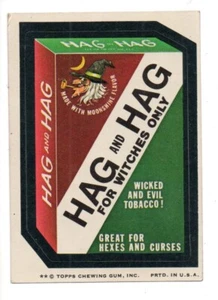 HAG AND HAG
HAG AND HAG
MADE WITH MOONSHINE FLAVOR
HAG AND HAG
FOR WITCHES ONLY
WICKED
AND EVIL
TOBACCO!
GREAT FOR
HEXES AND CURSES
** © TOPPS CHEWING GUM, INC. PRTD. IN U.S.A.